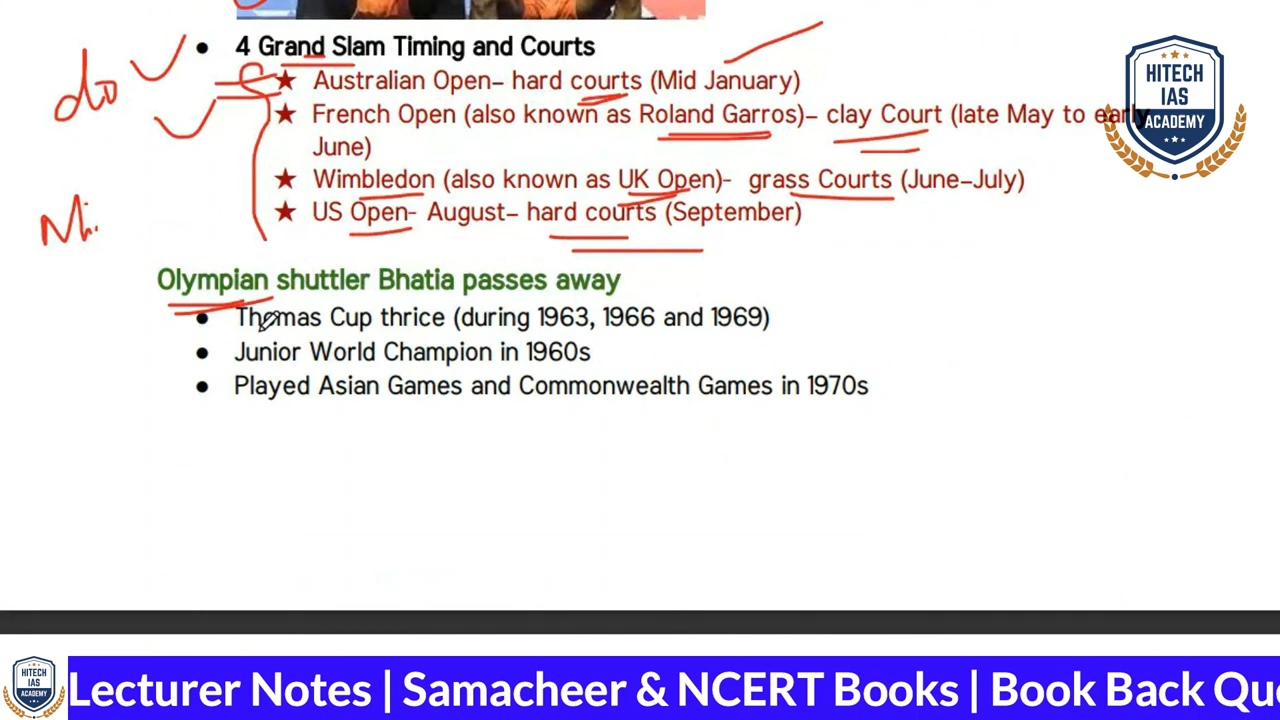 4 Grand Slam Timing and Courts
Australian Open– hard courts (Mid January)
French Open (also known as Roland Garros)– clay Court (late May to early
June)
Wimbledon (also known as UK Open)- grass Courts (June–July)
US Open- August– hard courts (September)
do
Olympian shuttler Bhatia passes away
Thomas Cup thrice (during 1963, 1966 and 1969)
Junior World Champion in 1960s
Played Asian Games and Commonwealth Games in 1970s
HITECH
IAS
ACADEMY
HITECH
IAS
ACADEMY
Lecturer Notes | Samacheer & NCERT Books | Book Back Qu